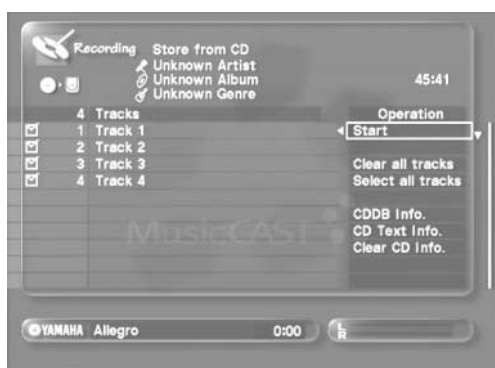 Recording
Store from CD
Unknown Artist
Unknown Album
Unknown Genre
45:41
4 Tracks
Operation
1 Track 1
Start
2 Track 2
3 Track 3
Clear all tracks
4 Track 4
Select all tracks
CDDB Info.
MusicCAST
CD Text Info.
Clear CD Info.
YAMAHA Allegro 0:00
L
R